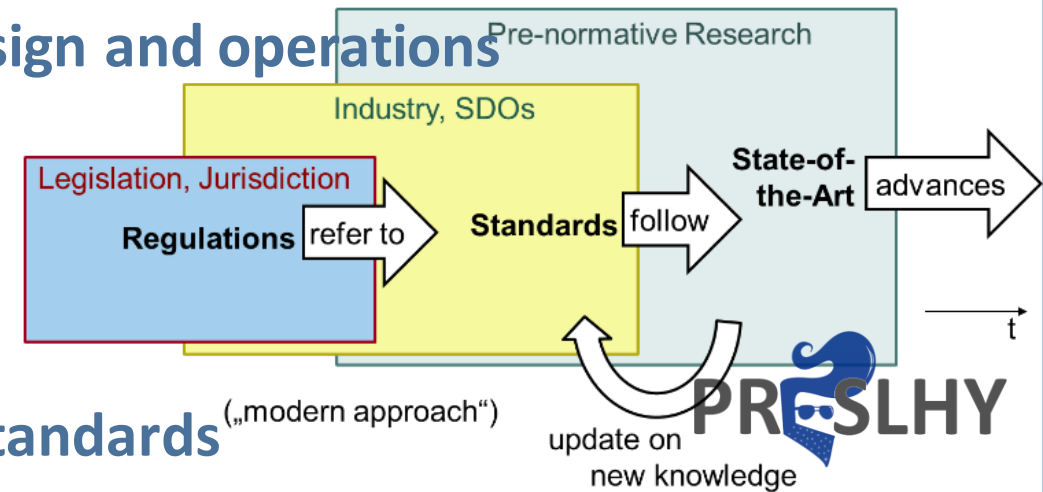 sign and operations
Pre-normative Research
Industry, SDOs
Legislation, Jurisdiction
State-of-
the-Art
advances
Regulations
refer to
Standards
follow
t
(„modern approach“)
tandards
update on
new knowledge
PRESLHY